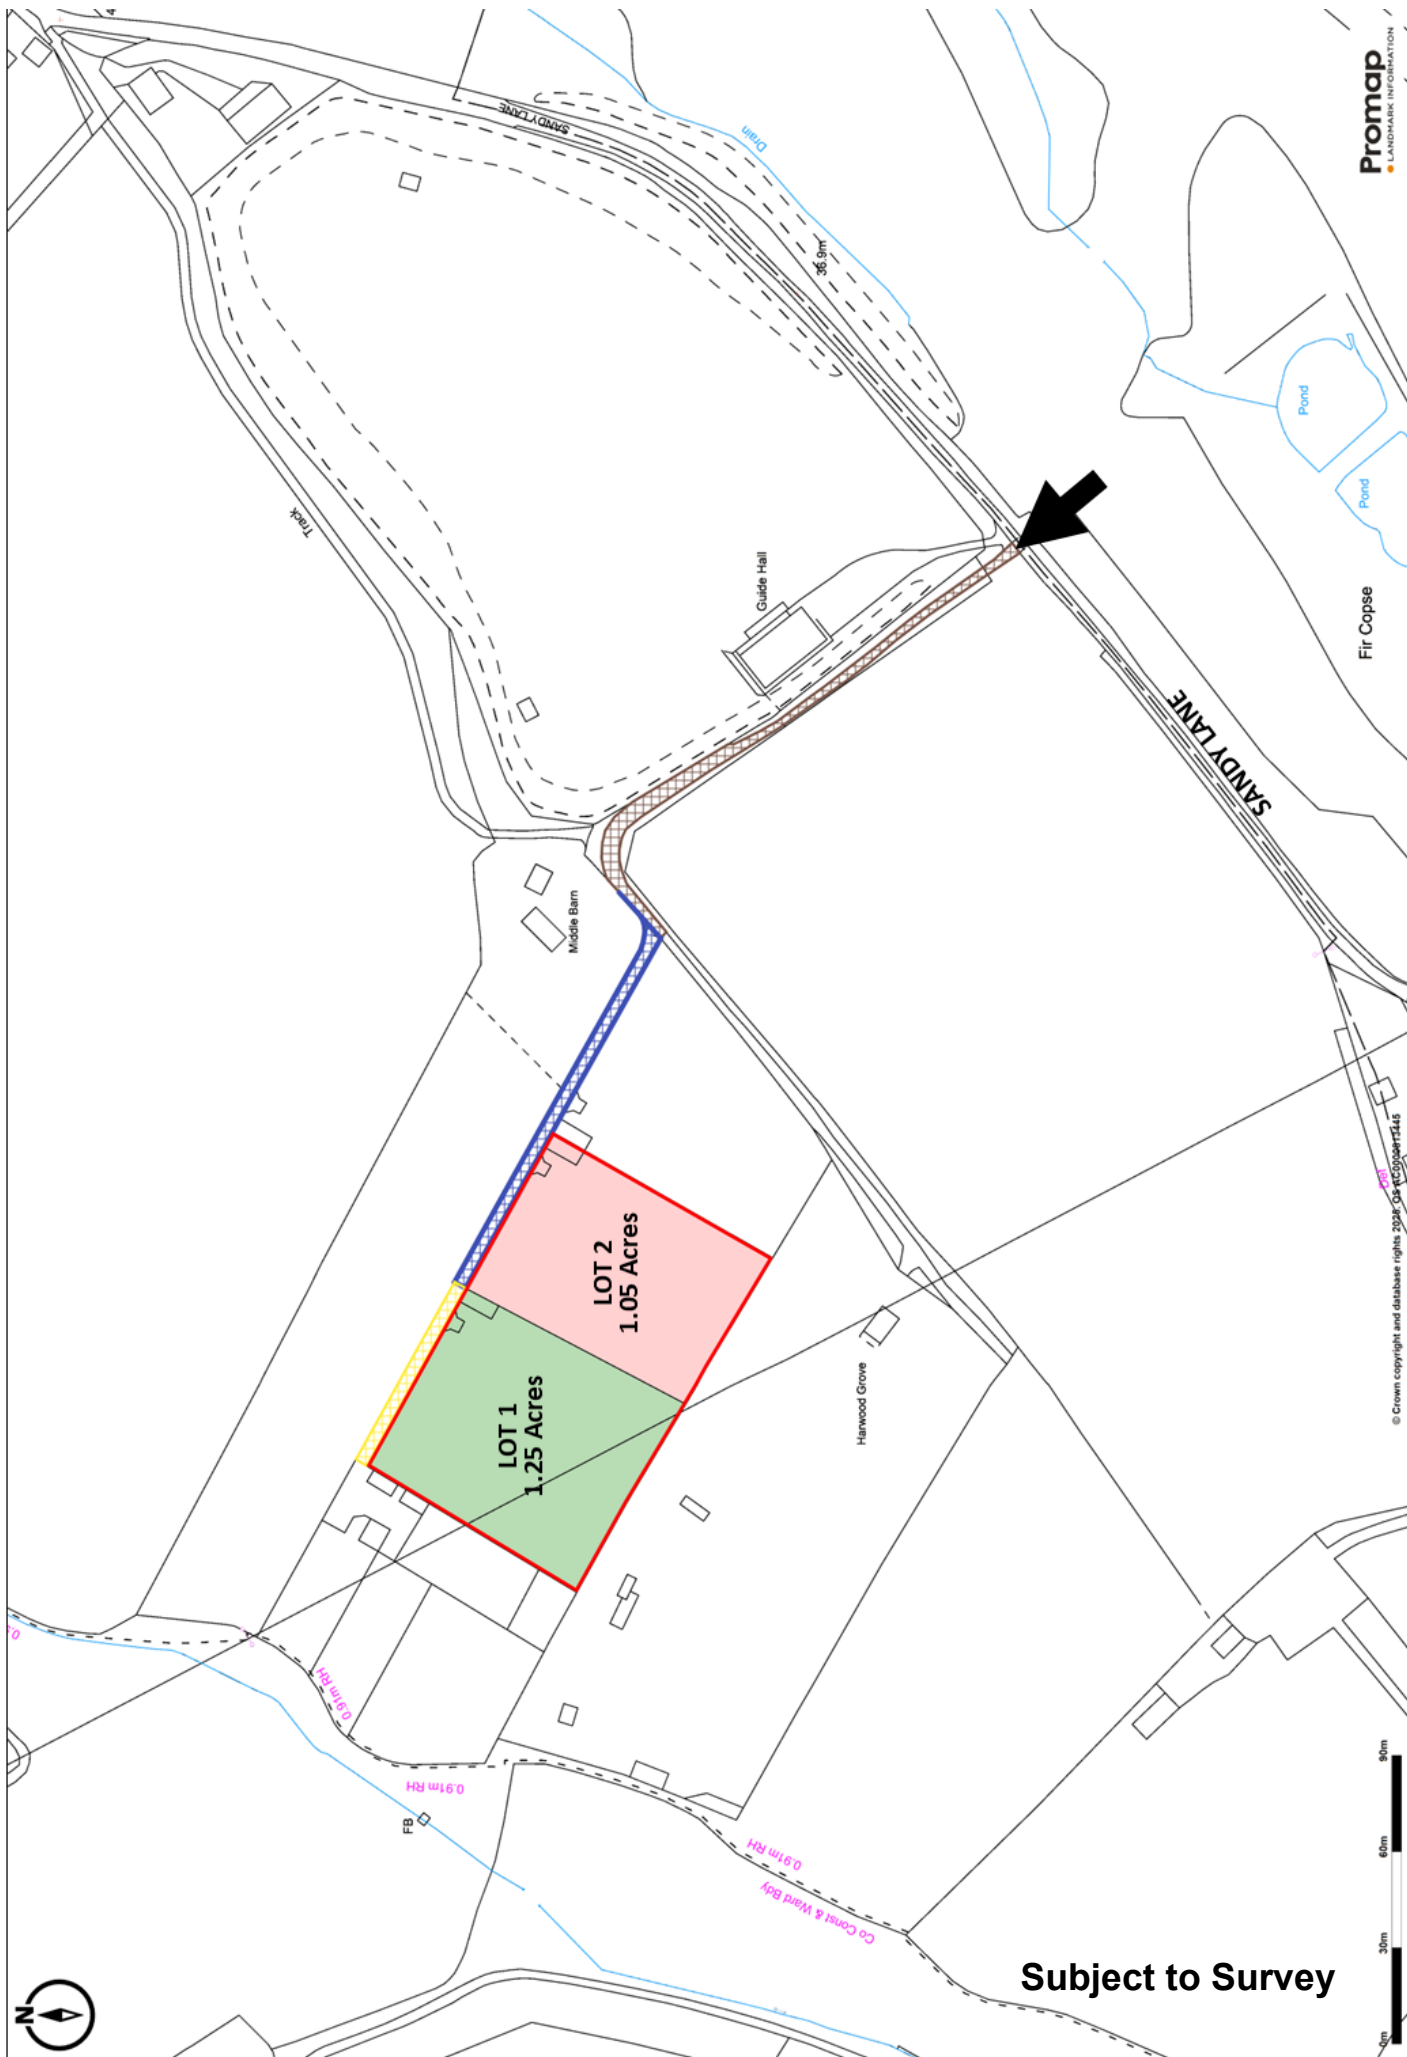 SANDY LANE
Drain
36.9m
Track
Guide Hall
Middle Barn
Pond
Pond
Fir Copse
SANDY LANE
LOT 2
1.05 Acres
LOT 1
1.25 Acres
Harwood Grove
0.91m RH
0.91m RH
FB
0.91m RH
Co Const & Ward Bdy
Def
N
Subject to Survey
0m
30m
60m
90m
Promap
LANDMARK INFORMATION
© Crown copyright and database rights